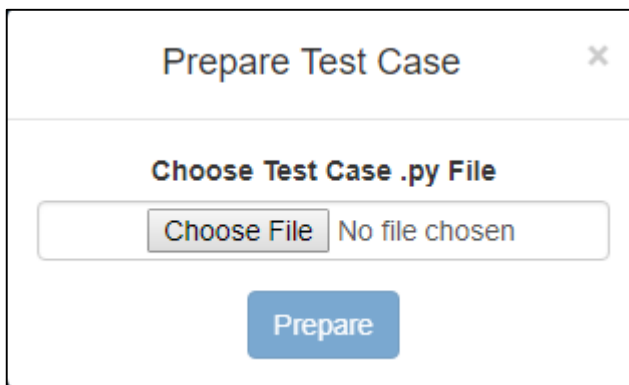 Prepare Test Case ×
Choose Test Case .py File
Choose File No file chosen
Prepare